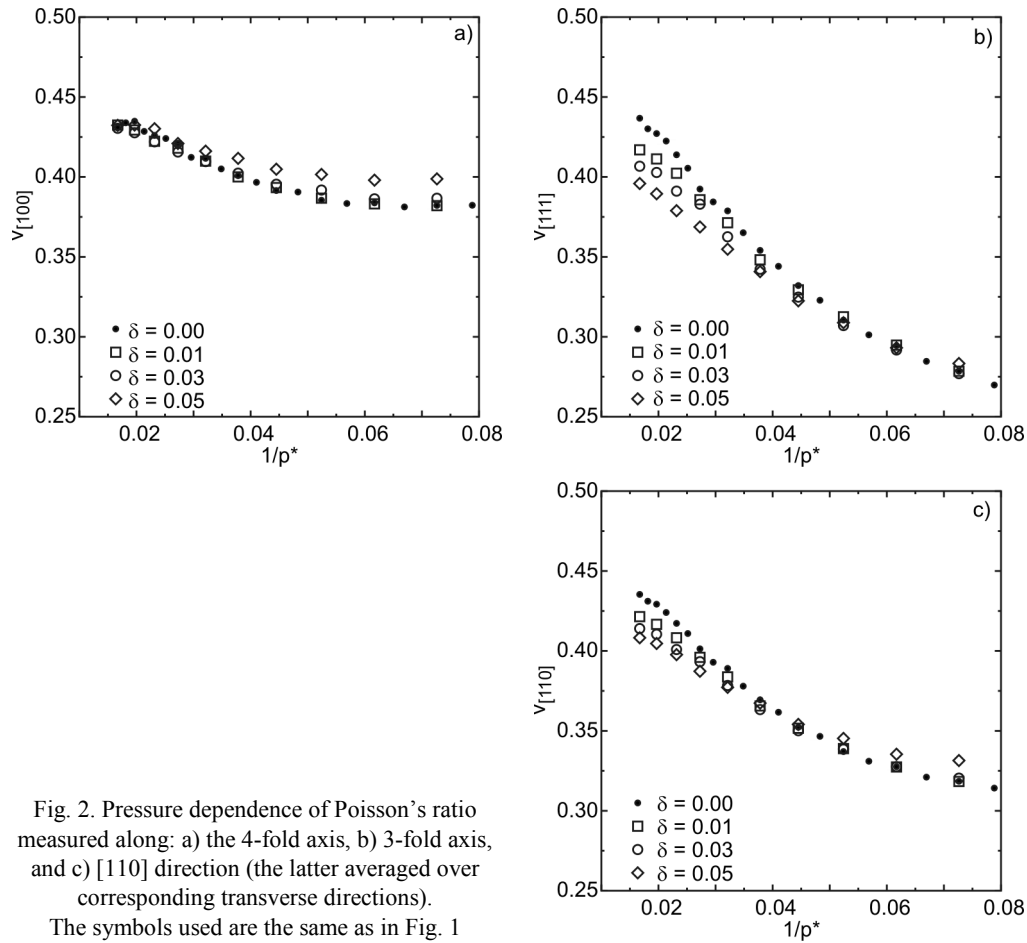 0.50
0.45
0.40
0.35
0.30
0.25
ν[100]
a)
δ = 0.00
δ = 0.01
δ = 0.03
δ = 0.05
0.02 0.04 0.06 0.08
1/p*
0.50
0.45
0.40
0.35
0.30
0.25
ν[111]
b)
δ = 0.00
δ = 0.01
δ = 0.03
δ = 0.05
0.02 0.04 0.06 0.08
1/p*
0.50
0.45
0.40
0.35
0.30
0.25
ν[110]
c)
δ = 0.00
δ = 0.01
δ = 0.03
δ = 0.05
0.02 0.04 0.06 0.08
1/p*
Fig. 2. Pressure dependence of Poisson’s ratio
measured along: a) the 4-fold axis, b) 3-fold axis,
and c) [110] direction (the latter averaged over
corresponding transverse directions).
The symbols used are the same as in Fig. 1